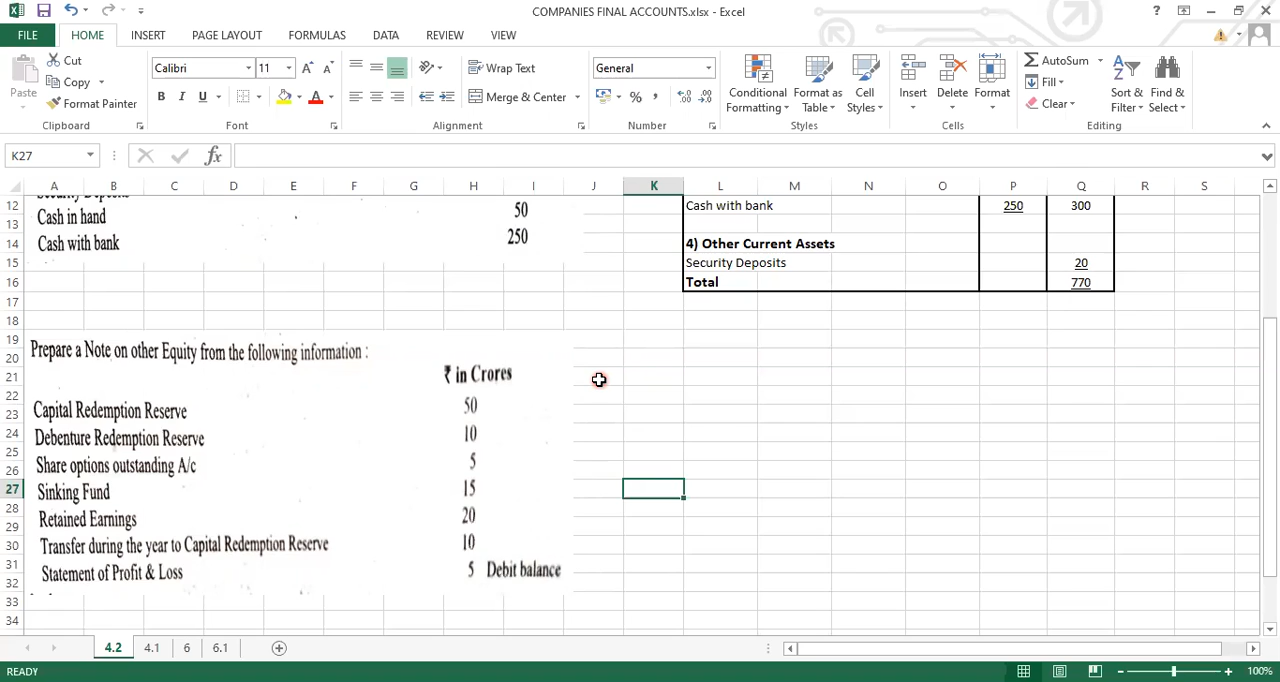 COMPANIES FINAL ACCOUNTS.xlsx - Excel
FILE HOME INSERT PAGE LAYOUT FORMULAS DATA REVIEW VIEW
Cut
Copy
Format Painter
Paste
Clipboard
Calibri 11
B I U A
Font
Wrap Text
Merge & Center
Alignment
General
% ,
Number
Conditional Formatting
Format as Table
Cell Styles
Styles
Insert Delete Format
Cells
AutoSum
Fill
Clear
Sort & Filter
Find & Select
Editing
K27 fx
A B C D E F G H I J K L M N O P Q R S
12 Cash with bank 250 300
13 Cash in hand 50
14 Cash with bank 250 4) Other Current Assets
15 Security Deposits 20
16 Total 770
17
18
19
20 Prepare a Note on other Equity from the following information :
21 ₹ in Crores
22
23 Capital Redemption Reserve 50
24 Debenture Redemption Reserve 10
25
26 Share options outstanding A/c 5
27 Sinking Fund 15
28
29 Retained Earnings 20
30 Transfer during the year to Capital Redemption Reserve 10
31
32 Statement of Profit & Loss 5 Debit balance
33
34
4.2 4.1 6 6.1
READY 100%